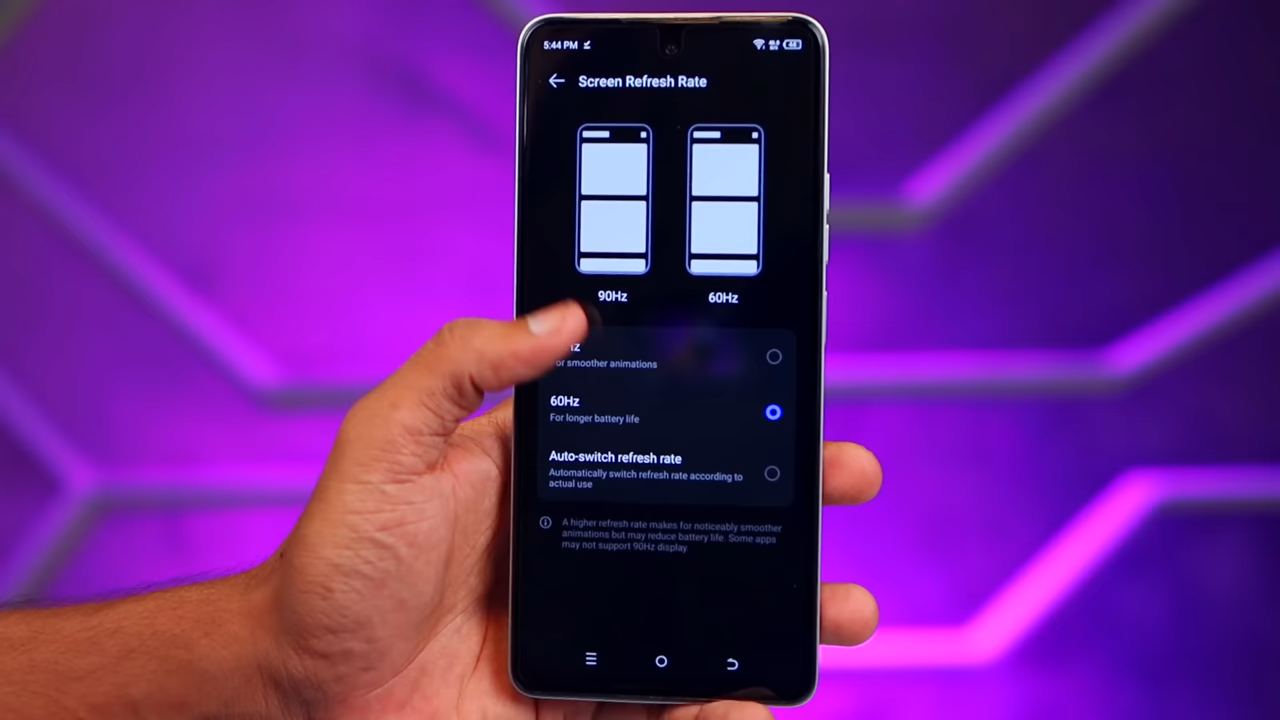 5:44 PM
48
Screen Refresh Rate
90Hz
60Hz
smoother animations
60Hz
For longer battery life
Auto-switch refresh rate
Automatically switch refresh rate according to
actual use
A higher refresh rate makes for noticeably smoother
animations but may reduce battery life. Some apps
may not support 90Hz display.